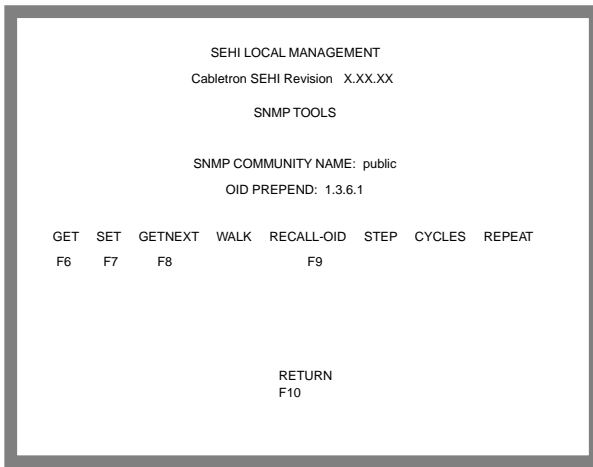 SEHI LOCAL MANAGEMENT
Cabletron SEHI Revision X.XX.XX
SNMP TOOLS
SNMP COMMUNITY NAME: public
OID PREPEND: 1.3.6.1
GET SET GETNEXT WALK RECALL-OID STEP CYCLES REPEAT
F6 F7 F8 F9
RETURN
F10